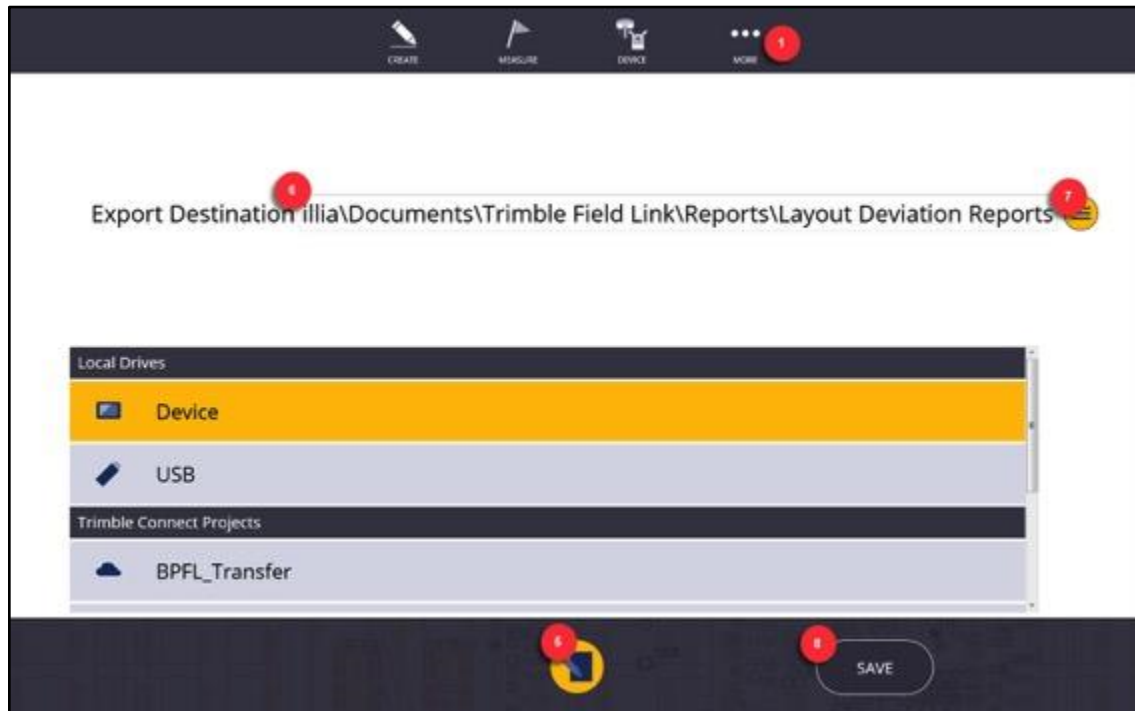 CREATE MEASURE DEVICE MORE 1
6 7
Export Destination illia\Documents\Trimble Field Link\Reports\Layout Deviation Reports
Local Drives
Device
USB
Trimble Connect Projects
BPFL_Transfer
5 8
SAVE